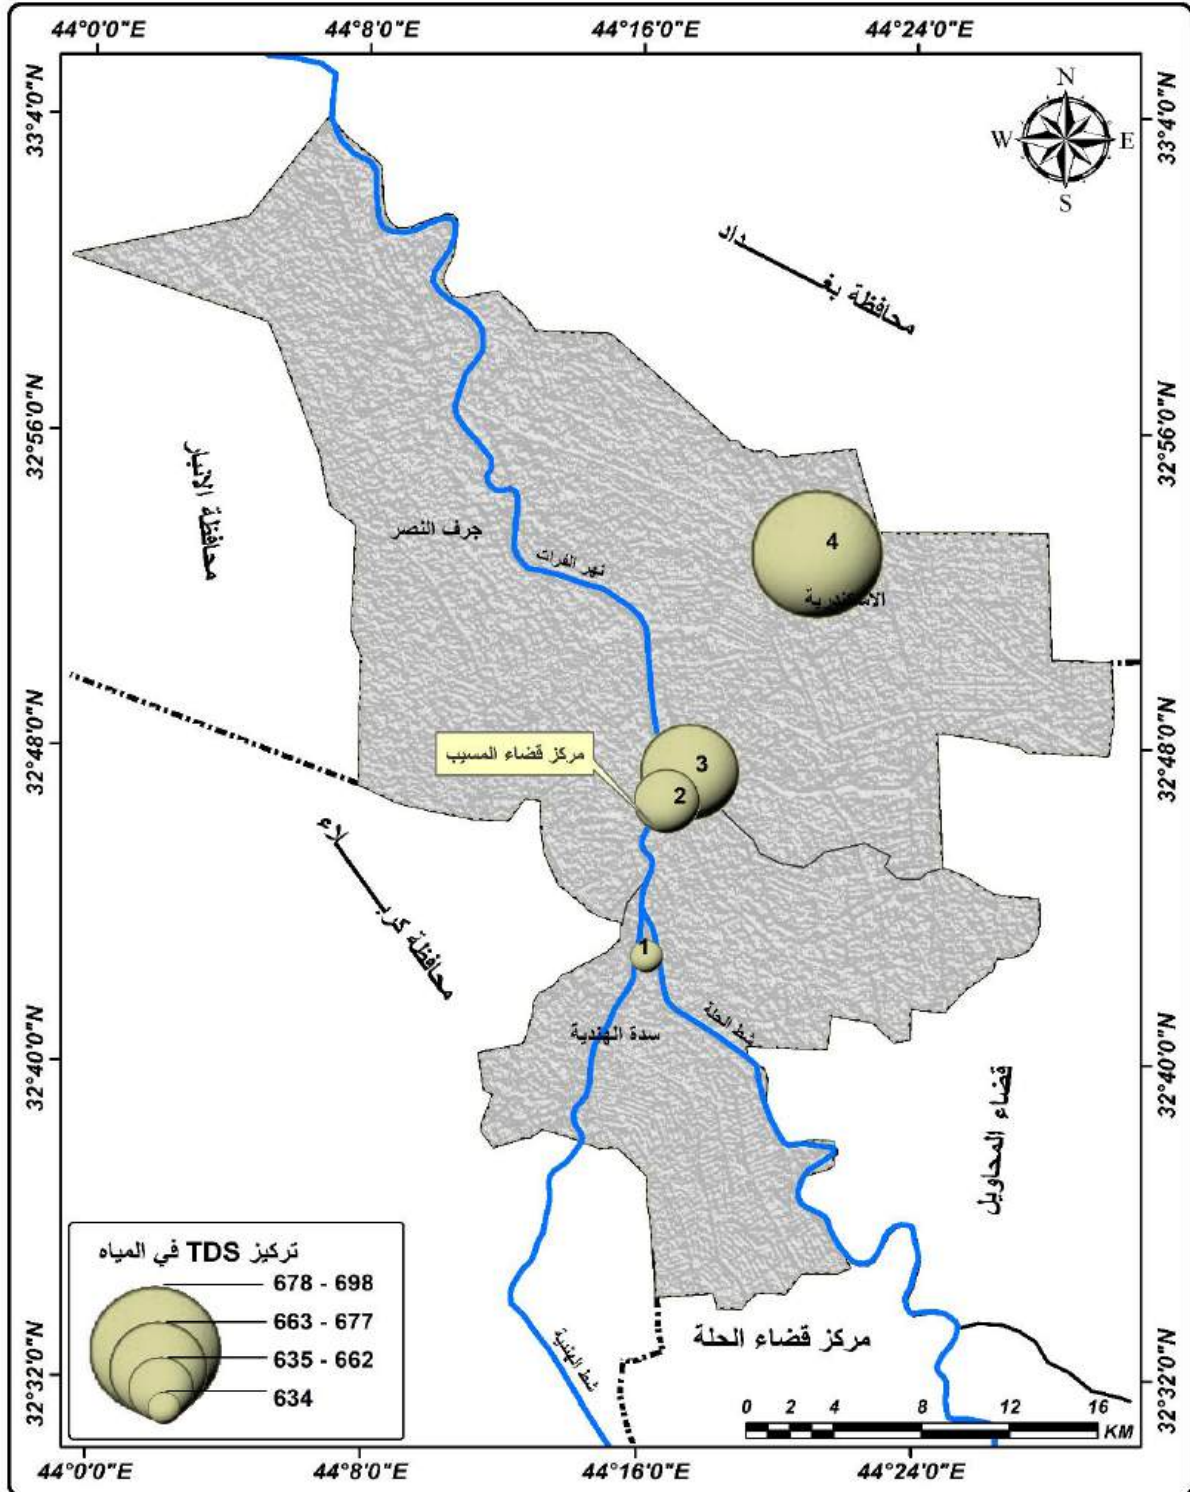 44°0'0"E
44°8'0"E
44°16'0"E
44°24'0"E
33°4'0"N
33°4'0"N
N
W
E
S
محافظة بغـــداد
32°56'0"N
32°56'0"N
محافظة الانبار
جرف النصر
نهر الفرات
4
الاسكندرية
32°48'0"N
32°48'0"N
مركز قضاء المسيب
3
2
محافظة كربـــلاء
1
سدة الهندية
شط الحلة
32°40'0"N
32°40'0"N
قضاء المحاويل
تركيز TDS في المياه
678 - 698
663 - 677
635 - 662
634
شط الهندية
مركز قضاء الحلة
32°32'0"N
32°32'0"N
0 2 4 8 12 16
KM
44°0'0"E
44°8'0"E
44°16'0"E
44°24'0"E